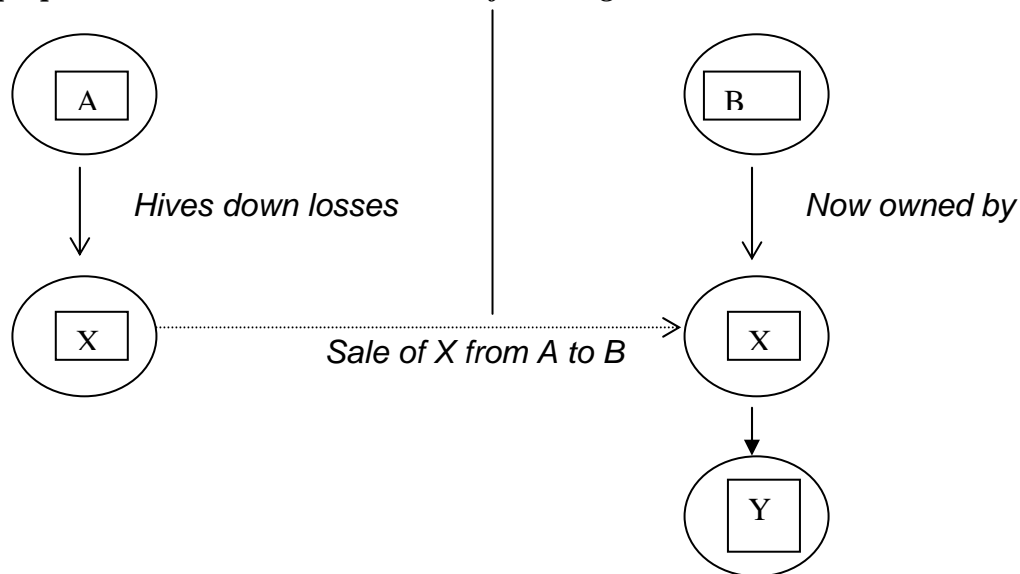 A B
Hives down losses Now owned by
X X
Sale of X from A to B
Y